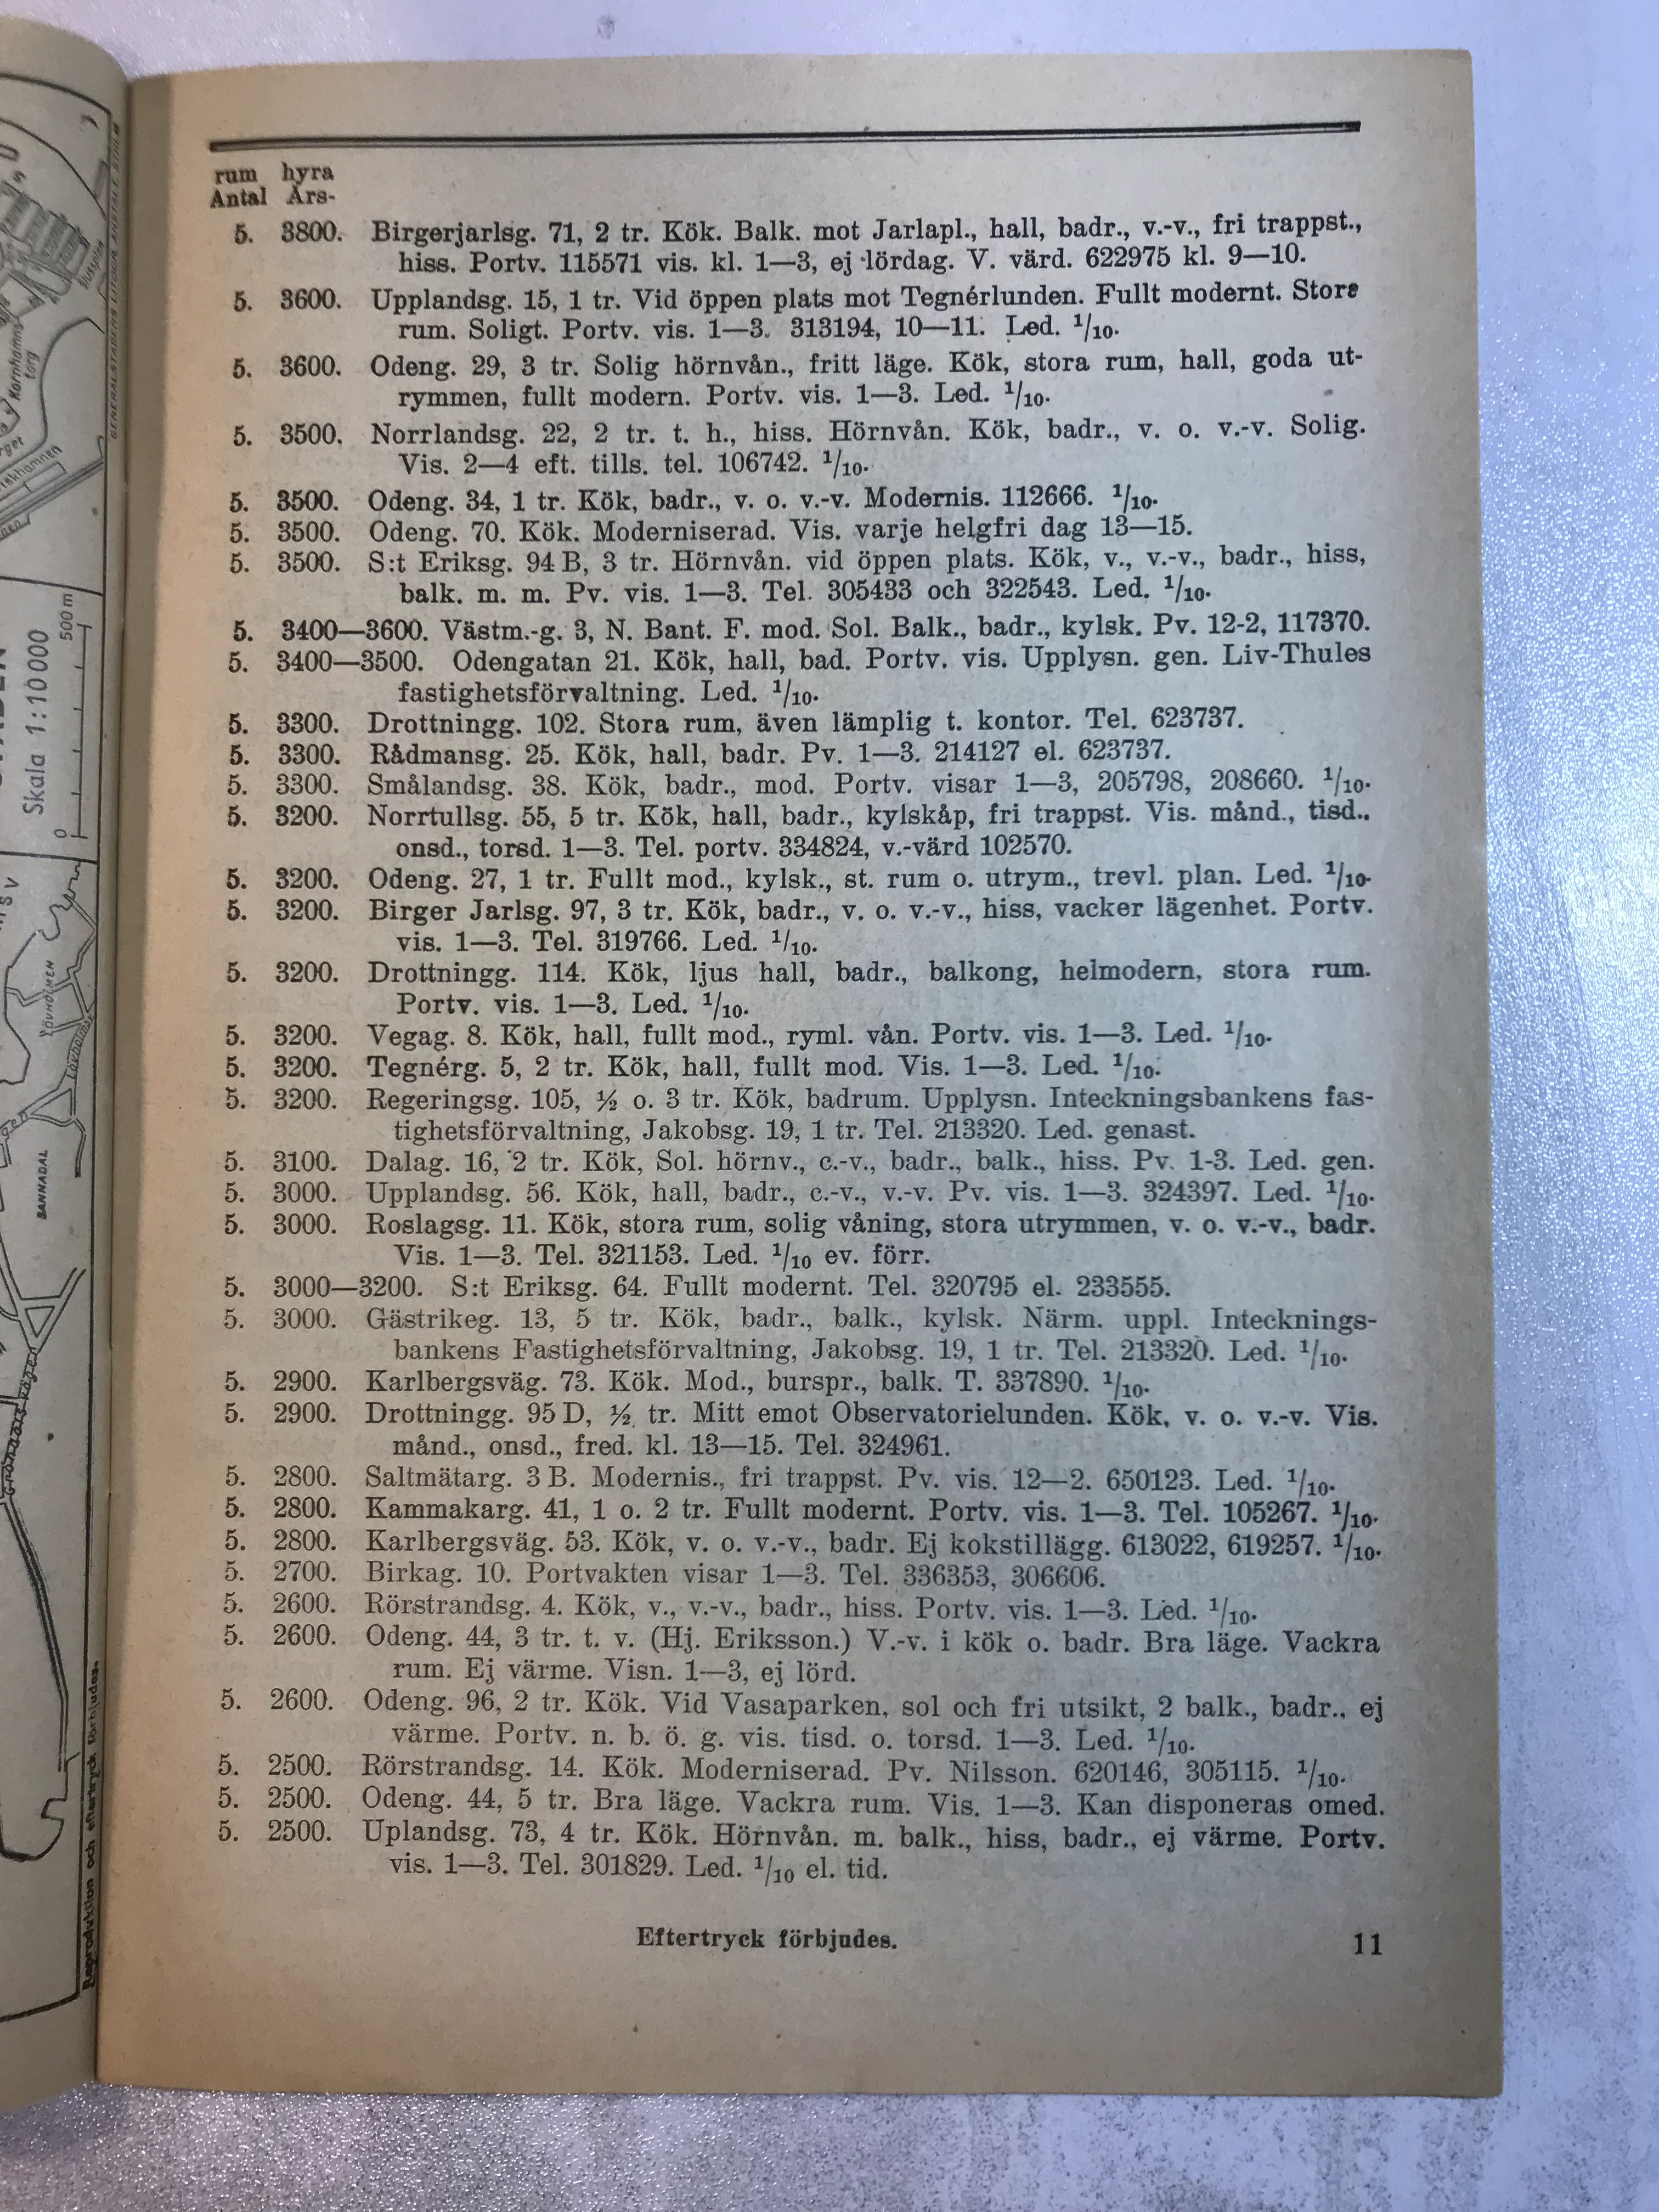 rum hyra
Antal Års-
5. 3800. Birgerjarlsg. 71, 2 tr. Kök. Balk. mot Jarlapl., hall, badr., v.-v., fri trappst.,
hiss. Portv. 115571 vis. kl. 1—3, ej lördag. V. värd. 622975 kl. 9—10.
5. 3600. Upplandsg. 15, 1 tr. Vid öppen plats mot Tegnérlunden. Fullt modernt. Stora
rum. Soligt. Portv. vis. 1—3. 313194, 10—11. Led. 1/10.
5. 3600. Odeng. 29, 3 tr. Solig hörnvån., fritt läge. Kök, stora rum, hall, goda ut-
rymmen, fullt modern. Portv. vis. 1—3. Led. 1/10.
5. 3500. Norrlandsg. 22, 2 tr. t. h., hiss. Hörnvån. Kök, badr., v. o. v.-v. Solig.
Vis. 2—4 eft. tills. tel. 106742. 1/10.
5. 3500. Odeng. 34, 1 tr. Kök, badr., v. o. v.-v. Modernis. 112666. 1/10.
5. 3500. Odeng. 70. Kök. Moderniserad. Vis. varje helgfri dag 13—15.
5. 3500. S:t Eriksg. 94 B, 3 tr. Hörnvån. vid öppen plats. Kök, v., v.-v., badr., hiss,
balk. m. m. Pv. vis. 1—3. Tel. 305433 och 322543. Led. 1/10.
5. 3400—3600. Västm.-g. 3, N. Bant. F. mod. Sol. Balk., badr., kylsk. Pv. 12-2, 117370.
5. 3400—3500. Odengatan 21. Kök, hall, bad. Portv. vis. Upplysn. gen. Liv-Thules
fastighetsförvaltning. Led. 1/10.
5. 3300. Drottningg. 102. Stora rum, även lämplig t. kontor. Tel. 623737.
5. 3300. Rådmansg. 25. Kök, hall, badr. Pv. 1—3. 214127 el. 623737.
5. 3300. Smålandsg. 38. Kök, badr., mod. Portv. visar 1—3, 205798, 208660. 1/10.
5. 3200. Norrtullsg. 55, 5 tr. Kök, hall, badr., kylskåp, fri trappst. Vis. månd., tisd.,
onsd., torsd. 1—3. Tel. portv. 334824, v.-värd 102570.
5. 3200. Odeng. 27, 1 tr. Fullt mod., kylsk., st. rum o. utrym., trevl. plan. Led. 1/10.
5. 3200. Birger Jarlsg. 97, 3 tr. Kök, badr., v. o. v.-v., hiss, vacker lägenhet. Portv.
vis. 1—3. Tel. 319766. Led. 1/10.
5. 3200. Drottningg. 114. Kök, ljus hall, badr., balkong, helmodern, stora rum.
Portv. vis. 1—3. Led. 1/10.
5. 3200. Vegag. 8. Kök, hall, fullt mod., ryml. vån. Portv. vis. 1—3. Led. 1/10.
5. 3200. Tegnérg. 5, 2 tr. Kök, hall, fullt mod. Vis. 1—3. Led. 1/10.
5. 3200. Regeringsg. 105, ½ o. 3 tr. Kök, badrum. Upplysn. Inteckningsbankens fas-
tighetsförvaltning, Jakobsg. 19, 1 tr. Tel. 213320. Led. genast.
5. 3100. Dalag. 16, 2 tr. Kök, Sol. hörnv., c.-v., badr., balk., hiss. Pv. 1-3. Led. gen.
5. 3000. Upplandsg. 56. Kök, hall, badr., c.-v., v.-v. Pv. vis. 1—3. 324397. Led. 1/10.
5. 3000. Roslagsg. 11. Kök, stora rum, solig våning, stora utrymmen, v. o. v.-v., badr.
Vis. 1—3. Tel. 321153. Led. 1/10 ev. förr.
5. 3000—3200. S:t Eriksg. 64. Fullt modernt. Tel. 320795 el. 233555.
5. 3000. Gästrikeg. 13, 5 tr. Kök, badr., balk., kylsk. Närm. uppl. Intecknings-
bankens Fastighetsförvaltning, Jakobsg. 19, 1 tr. Tel. 213320. Led. 1/10.
5. 2900. Karlbergsväg. 73. Kök. Mod., burspr., balk. T. 337890. 1/10.
5. 2900. Drottningg. 95 D, ½ tr. Mitt emot Observatorielunden. Kök, v. o. v.-v. Vis.
månd., onsd., fred. kl. 13—15. Tel. 324961.
5. 2800. Saltmätarg. 3 B. Modernis., fri trappst. Pv. vis. 12—2. 650123. Led. 1/10.
5. 2800. Kammakarg. 41, 1 o. 2 tr. Fullt modernt. Portv. vis. 1—3. Tel. 105267. 1/10.
5. 2800. Karlbergsväg. 53. Kök, v. o. v.-v., badr. Ej kokstillägg. 613022, 619257. 1/10.
5. 2700. Birkag. 10. Portvakten visar 1—3. Tel. 336353, 306606.
5. 2600. Rörstrandsg. 4. Kök, v., v.-v., badr., hiss. Portv. vis. 1—3. Led. 1/10.
5. 2600. Odeng. 44, 3 tr. t. v. (Hj. Eriksson.) V.-v. i kök o. badr. Bra läge. Vackra
rum. Ej värme. Visn. 1—3, ej lörd.
5. 2600. Odeng. 96, 2 tr. Kök. Vid Vasaparken, sol och fri utsikt, 2 balk., badr., ej
värme. Portv. n. b. ö. g. vis. tisd. o. torsd. 1—3. Led. 1/10.
5. 2500. Rörstrandsg. 14. Kök. Moderniserad. Pv. Nilsson. 620146, 305115. 1/10.
5. 2500. Odeng. 44, 5 tr. Bra läge. Vackra rum. Vis. 1—3. Kan disponeras omed.
5. 2500. Uplandsg. 73, 4 tr. Kök. Hörnvån. m. balk., hiss, badr., ej värme. Portv.
vis. 1—3. Tel. 301829. Led. 1/10 el. tid.
Eftertryck förbjudes.
11
Kornhamns
torg
Skala 1:10 000
0 500 m
SANNADAL
LÖVHOLMEN
Gröndalsvägen
Reproduktion och eftertryck förbjudes.